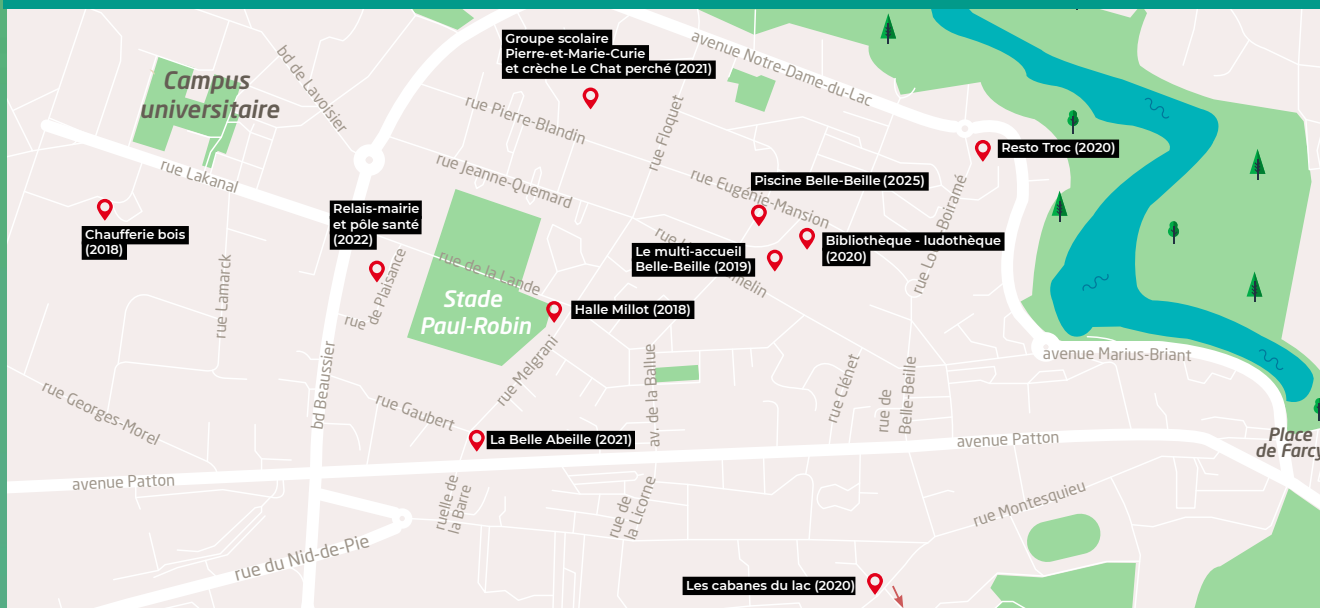 Groupe scolaire
Pierre-et-Marie-Curie
et crèche Le Chat perché (2021)
avenue Notre-Dame-du-Lac
bd de Lavoisier
Campus
universitaire
rue Pierre-Blandin
rue Floquet
Resto Troc (2020)
rue Lakanal
rue Jeanne-Quemard
rue Eugénie-Mansion
Piscine Belle-Beille (2025)
Relais-mairie
et pôle santé
(2022)
Chaufferie bois
(2018)
Bibliothèque - ludothèque
(2020)
Le multi-accueil
Belle-Beille (2019)
rue Lo
-Boiramé
rue
rue Lamarck
rue de Plaisance
rue de la Lande
Stade
Paul-Robin
Halle Millot (2018)
avenue Marius-Briant
rue Melgrani
av. de la Ballue
rue Clénet
rue de
Belle-Beille
bd Beaussier
rue Georges-Morel
rue Gaubert
La Belle Abeille (2021)
avenue Patton
Place
de Farcy
avenue Patton
ruelle de
la Barre
rue de
la Licorne
rue Montesquieu
rue du Nid-de-Pie
Les cabanes du lac (2020)